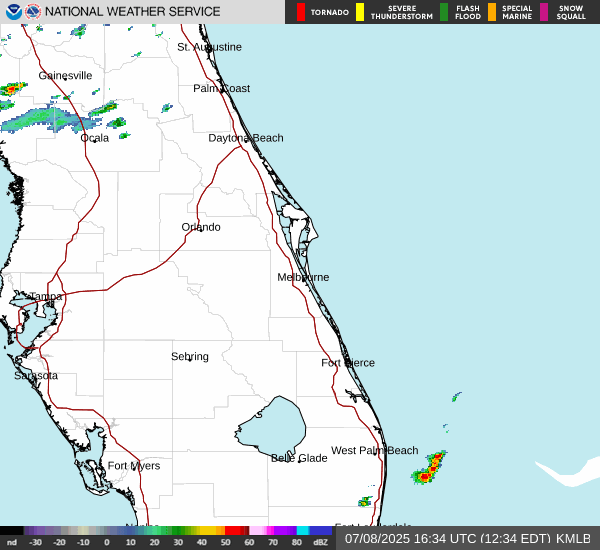 NATIONAL WEATHER SERVICE
TORNADO
SEVERE THUNDERSTORM
FLASH FLOOD
SPECIAL MARINE
SNOW SQUALL
St. Augustine
Gainesville
Palm Coast
Ocala
Daytona Beach
Orlando
Melbourne
Tampa
Sebring
Fort Pierce
Sarasota
West Palm Beach
Belle Glade
Fort Myers
nd -30 -20 -10 0 10 20 30 40 50 60 70 80 dBZ
07/08/2025 16:34 UTC (12:34 EDT) KMLB